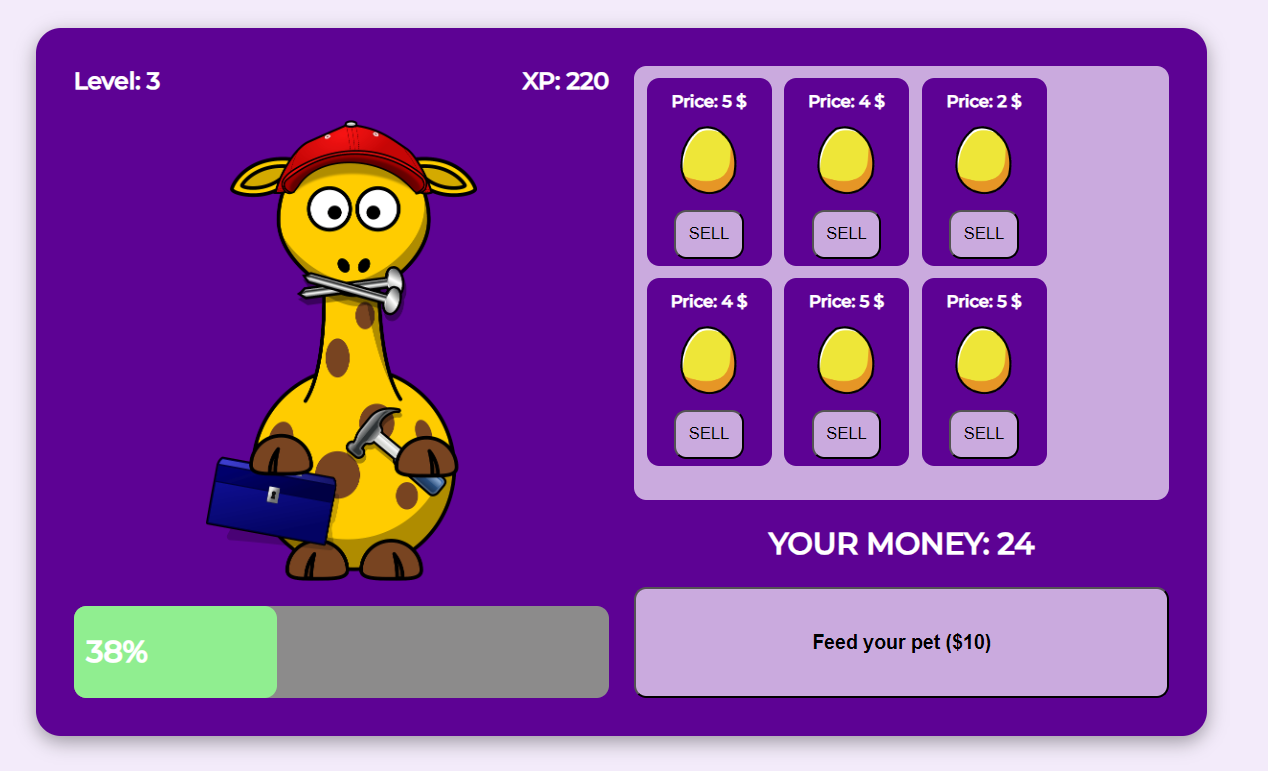 Level: 3
XP: 220
Price: 5 $
Price: 4 $
Price: 2 $
SELL
SELL
SELL
Price: 4 $
Price: 5 $
Price: 5 $
SELL
SELL
SELL
YOUR MONEY: 24
38%
Feed your pet ($10)